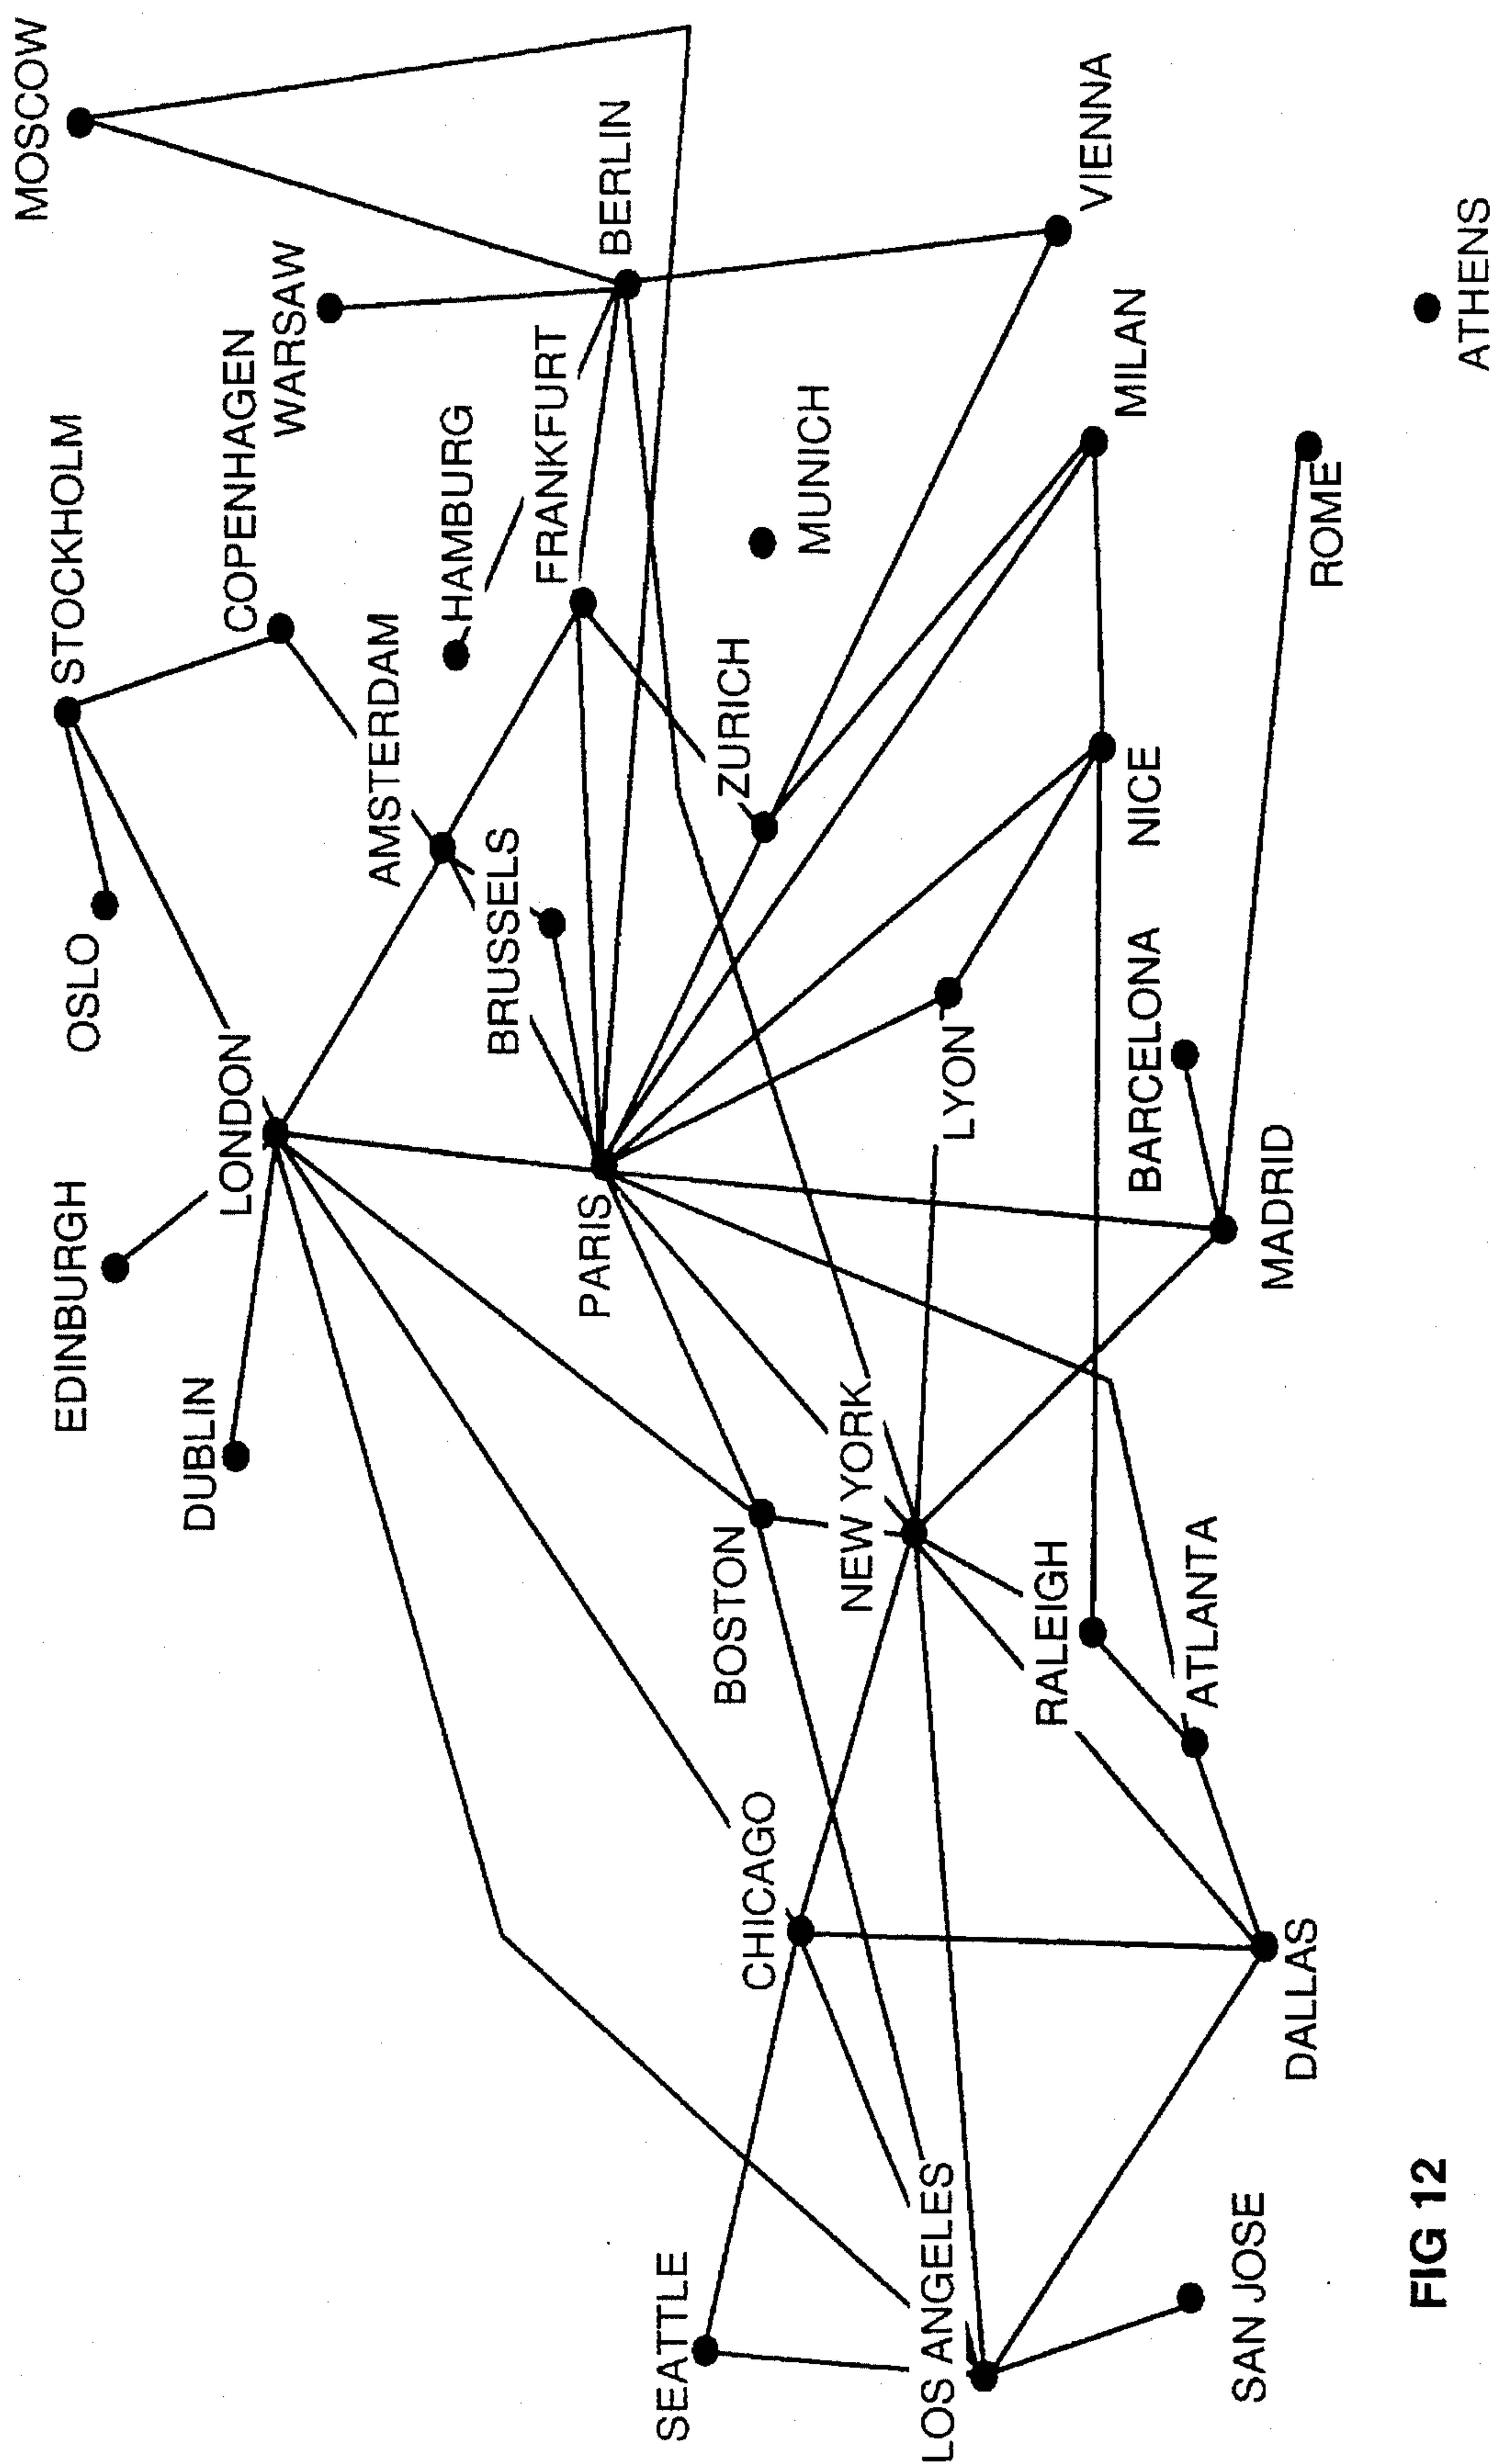 MOSCOW
STOCKHOLM
OSLO
EDINBURGH
WARSAW
COPENHAGEN
LONDON
DUBLIN
HAMBURG
AMSTERDAM
BERLIN
FRANKFURT
BRUSSELS
PARIS
MUNICH
ZURICH
BOSTON
CHICAGO
SEATTLE
VIENNA
MILAN
NICE
LYON
NEW YORK
LOS ANGELES
BARCELONA
RALEIGH
ROME
MADRID
ATLANTA
DALLAS
SAN JOSE
ATHENS
FIG 12